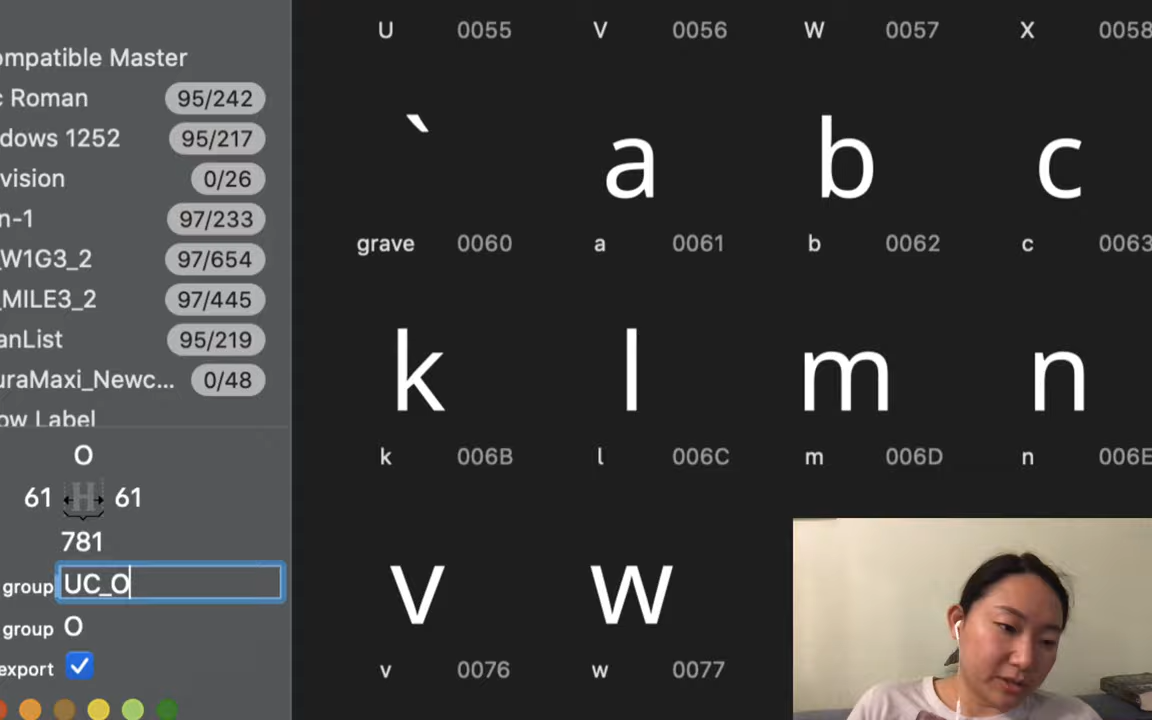 U 0055 V 0056 W 0057 X 0058
ompatible Master
c Roman 95/242
dows 1252 95/217
vision 0/26
n-1 97/233
_W1G3_2 97/654
_MILE3_2 97/445
anList 95/219
uraMaxi_Newc... 0/48
ow Label
` a b c
grave 0060 a 0061 b 0062 c 0063
k l m n
k 006B l 006C m 006D n 006E
O
61 H 61
781
group UC_O
group O
export
v w
v 0076 w 0077